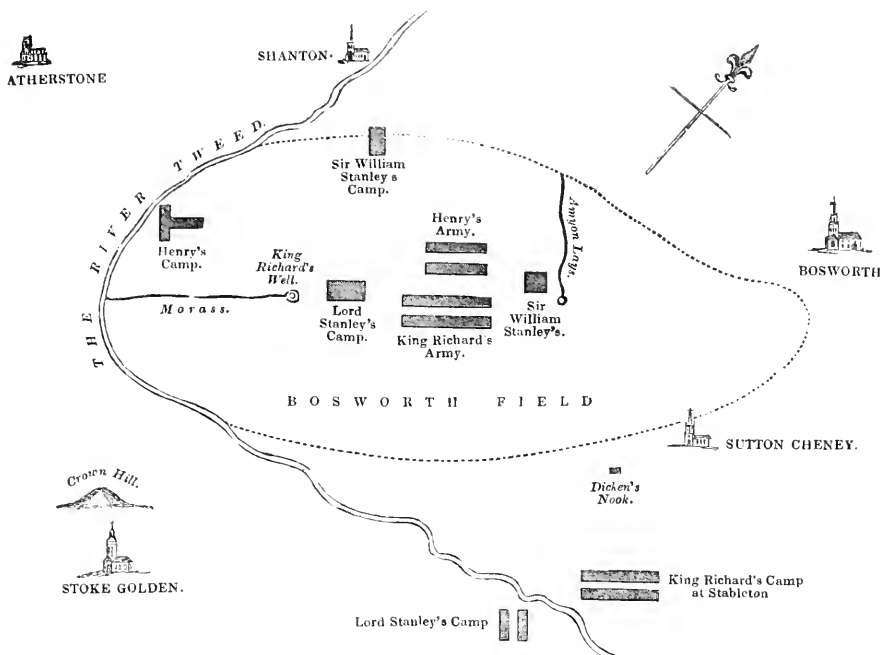 SHANTON.
ATHERSTONE
THE RIVER TWEED.
Sir William
Stanley's
Camp.
Henry's
Camp.
King
Richard's
Well.
Henry's
Army.
Amyon Lays.
BOSWORTH
Morass.
Lord
Stanley's
Camp.
King Richard's
Army.
Sir
William
Stanley's.
BOSWORTH FIELD
SUTTON CHENEY.
Crown Hill.
Dicken's
Nook.
STOKE GOLDEN.
King Richard's Camp
at Stableton
Lord Stanley's Camp